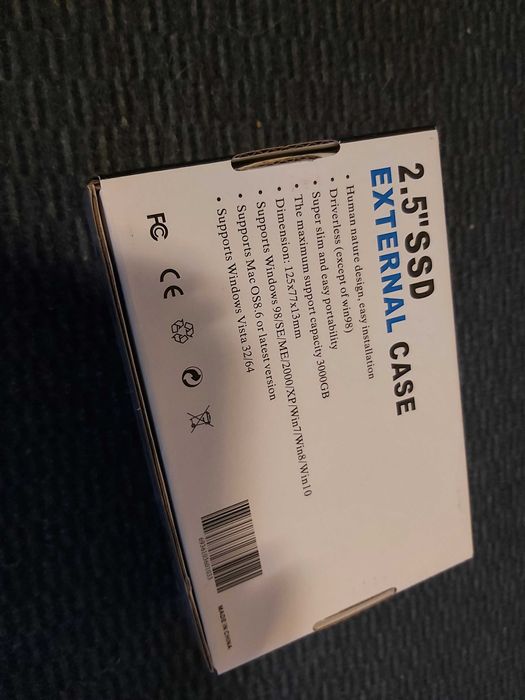 2.5"SSD
EXTERNAL CASE
• Human nature design, easy installation
• Driverless (except of win98)
• Super slim and easy portability
• The maximum support capacity 3000GB
• Dimension: 125x77x13mm
• Supports Windows 98/SE/ME/2000/XP/Win7/Win8/Win10
• Supports Mac OS8.6 or latest version
• Supports Windows Vista 32/64
FC CE
MADE IN CHINA